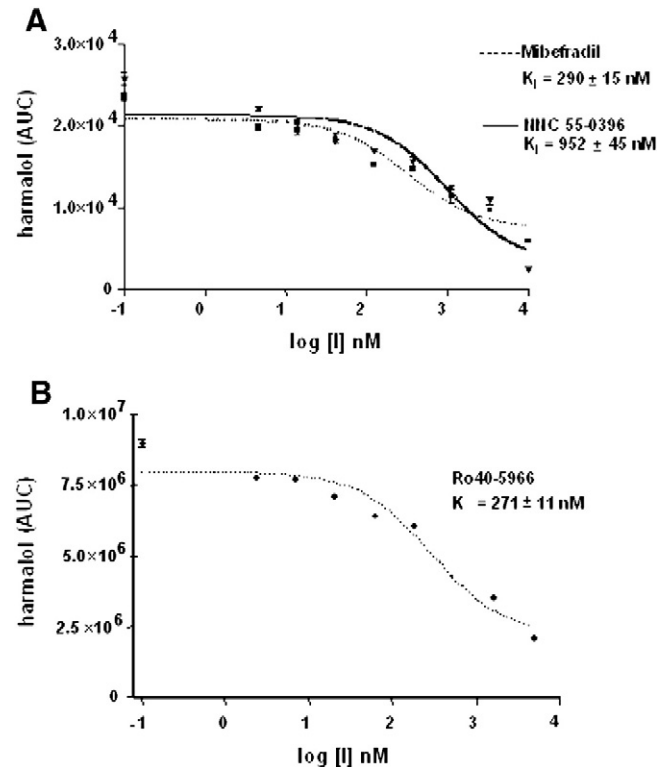 A
3.0×10⁴
2.0×10⁴
1.0×10⁴
0
harmalol (AUC)
-1
0
1
2
3
4
log [I] nM
Mibefradil
K_I = 290 ± 15 nM
NNC 55-0396
K_I = 952 ± 45 nM
B
1.0×10⁷
7.5×10⁶
5.0×10⁶
2.5×10⁶
0
harmalol (AUC)
-1
0
1
2
3
4
log [I] nM
Ro40-5966
K = 271 ± 11 nM